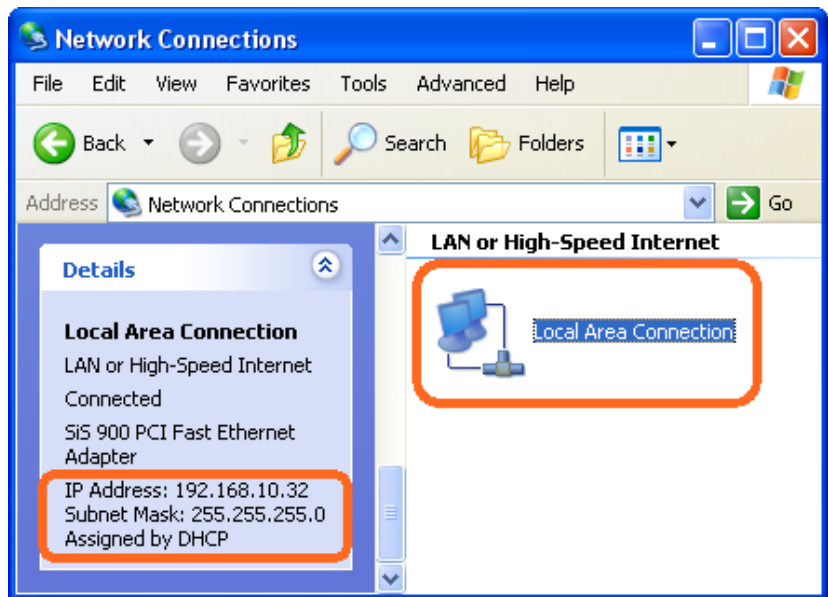 Network Connections
File Edit View Favorites Tools Advanced Help
Back Search Folders
Address Network Connections Go
Details
Local Area Connection
LAN or High-Speed Internet
Connected
SiS 900 PCI Fast Ethernet
Adapter
IP Address: 192.168.10.32
Subnet Mask: 255.255.255.0
Assigned by DHCP
LAN or High-Speed Internet
Local Area Connection